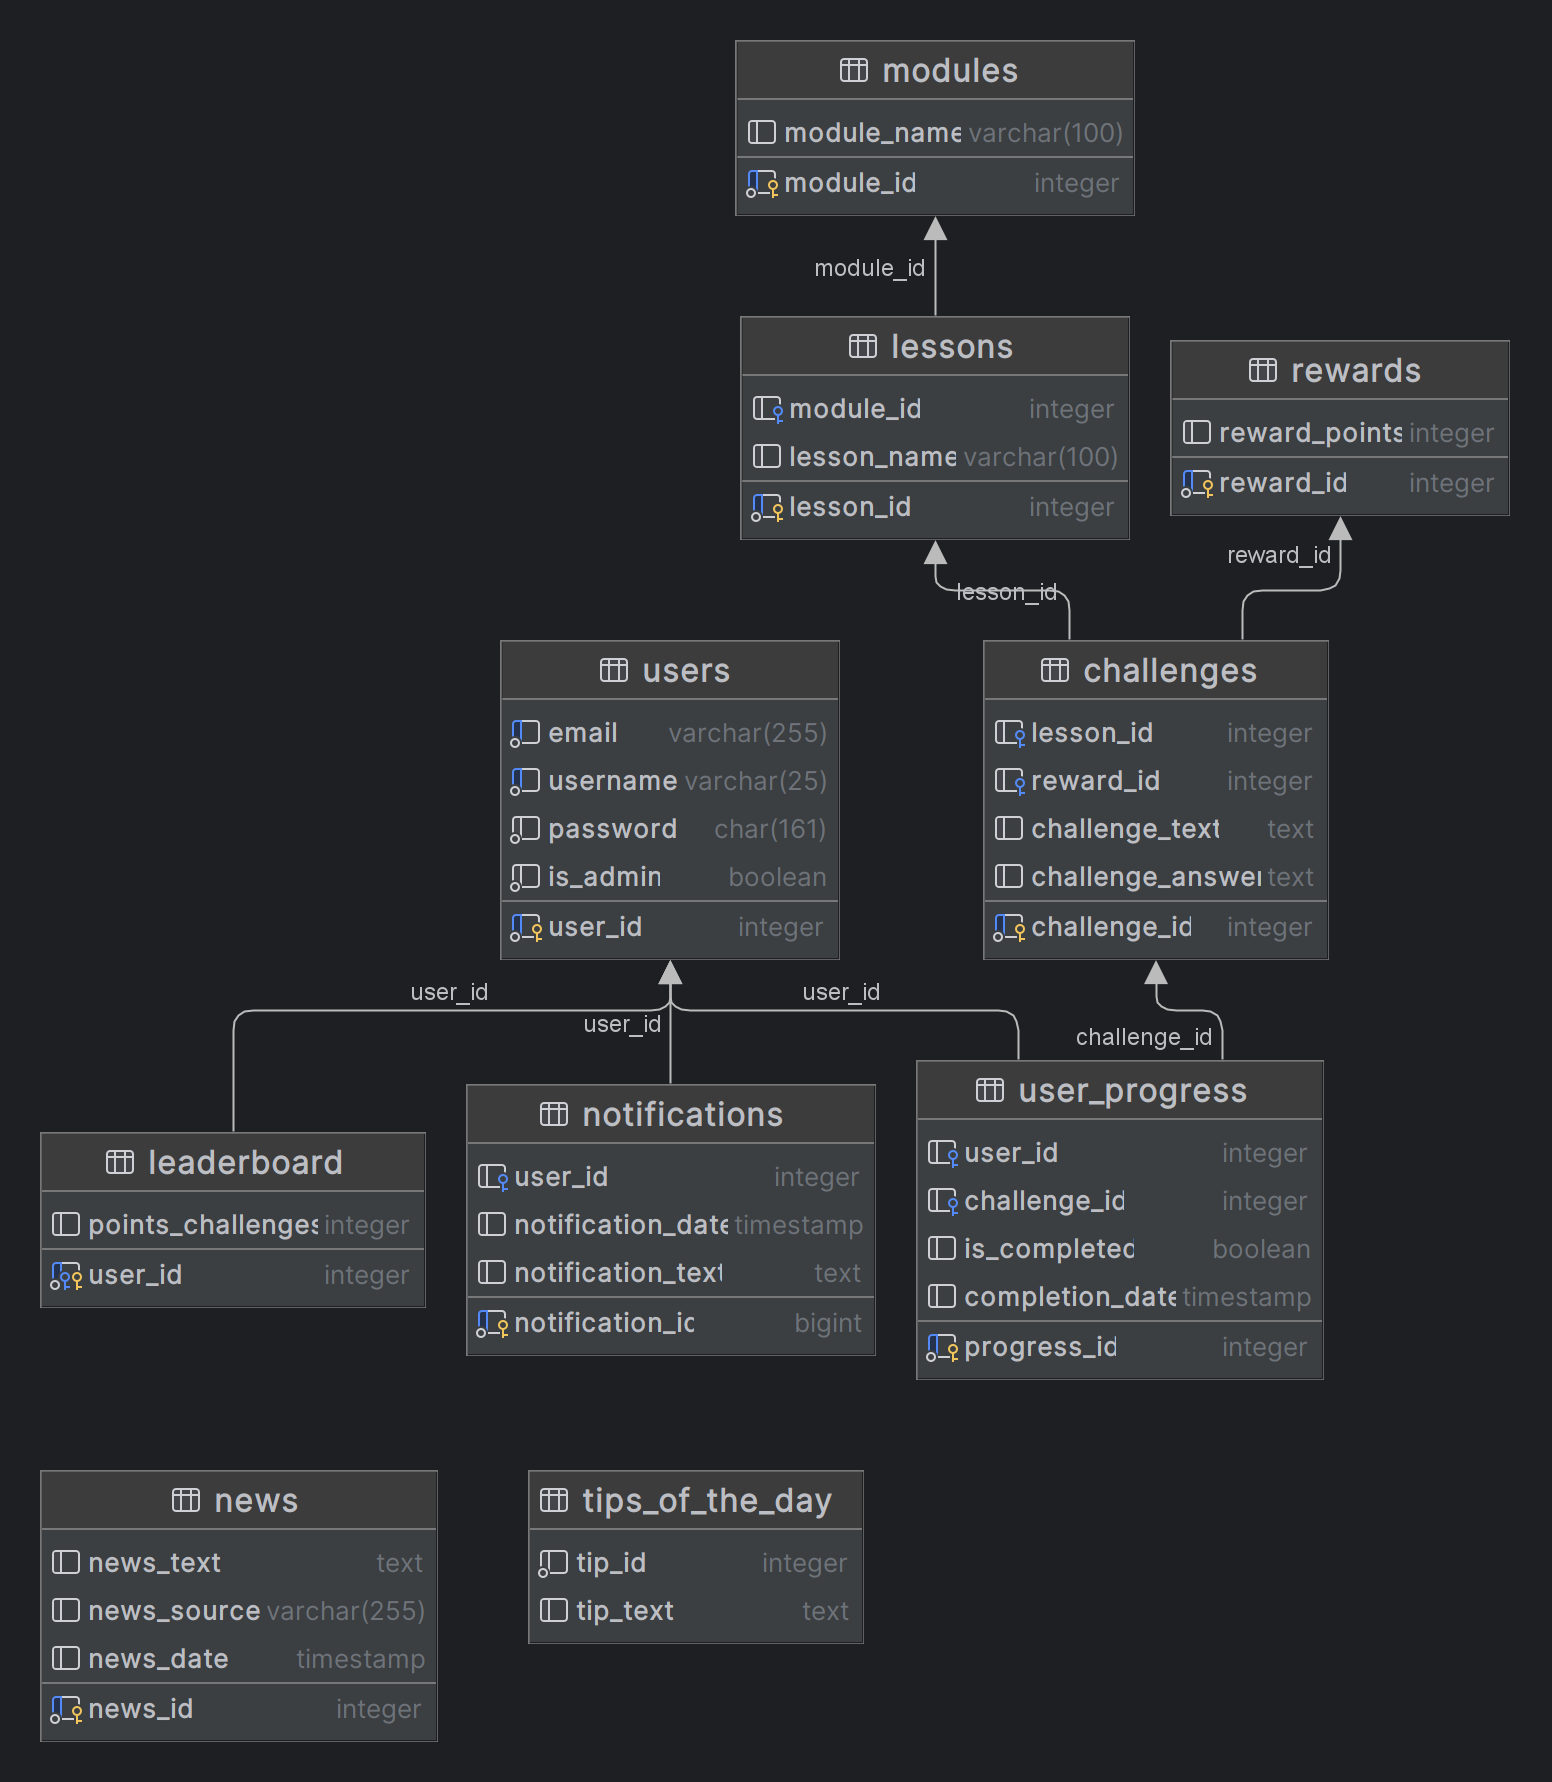 modules
module_name varchar(100)
module_id integer
module_id
lessons
module_id integer
lesson_name varchar(100)
lesson_id integer
rewards
reward_points integer
reward_id integer
lesson_id
reward_id
users
email varchar(255)
username varchar(25)
password char(161)
is_admin boolean
user_id integer
challenges
lesson_id integer
reward_id integer
challenge_text text
challenge_answer text
challenge_id integer
user_id
user_id
user_id
challenge_id
leaderboard
points_challenges integer
user_id integer
notifications
user_id integer
notification_date timestamp
notification_text text
notification_id bigint
user_progress
user_id integer
challenge_id integer
is_completed boolean
completion_date timestamp
progress_id integer
news
news_text text
news_source varchar(255)
news_date timestamp
news_id integer
tips_of_the_day
tip_id integer
tip_text text